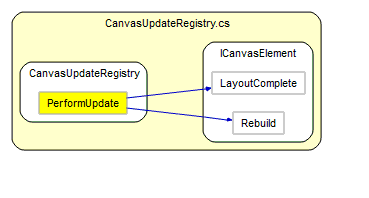 CanvasUpdateRegistry.cs
ICanvasElement
CanvasUpdateRegistry
LayoutComplete
PerformUpdate
Rebuild